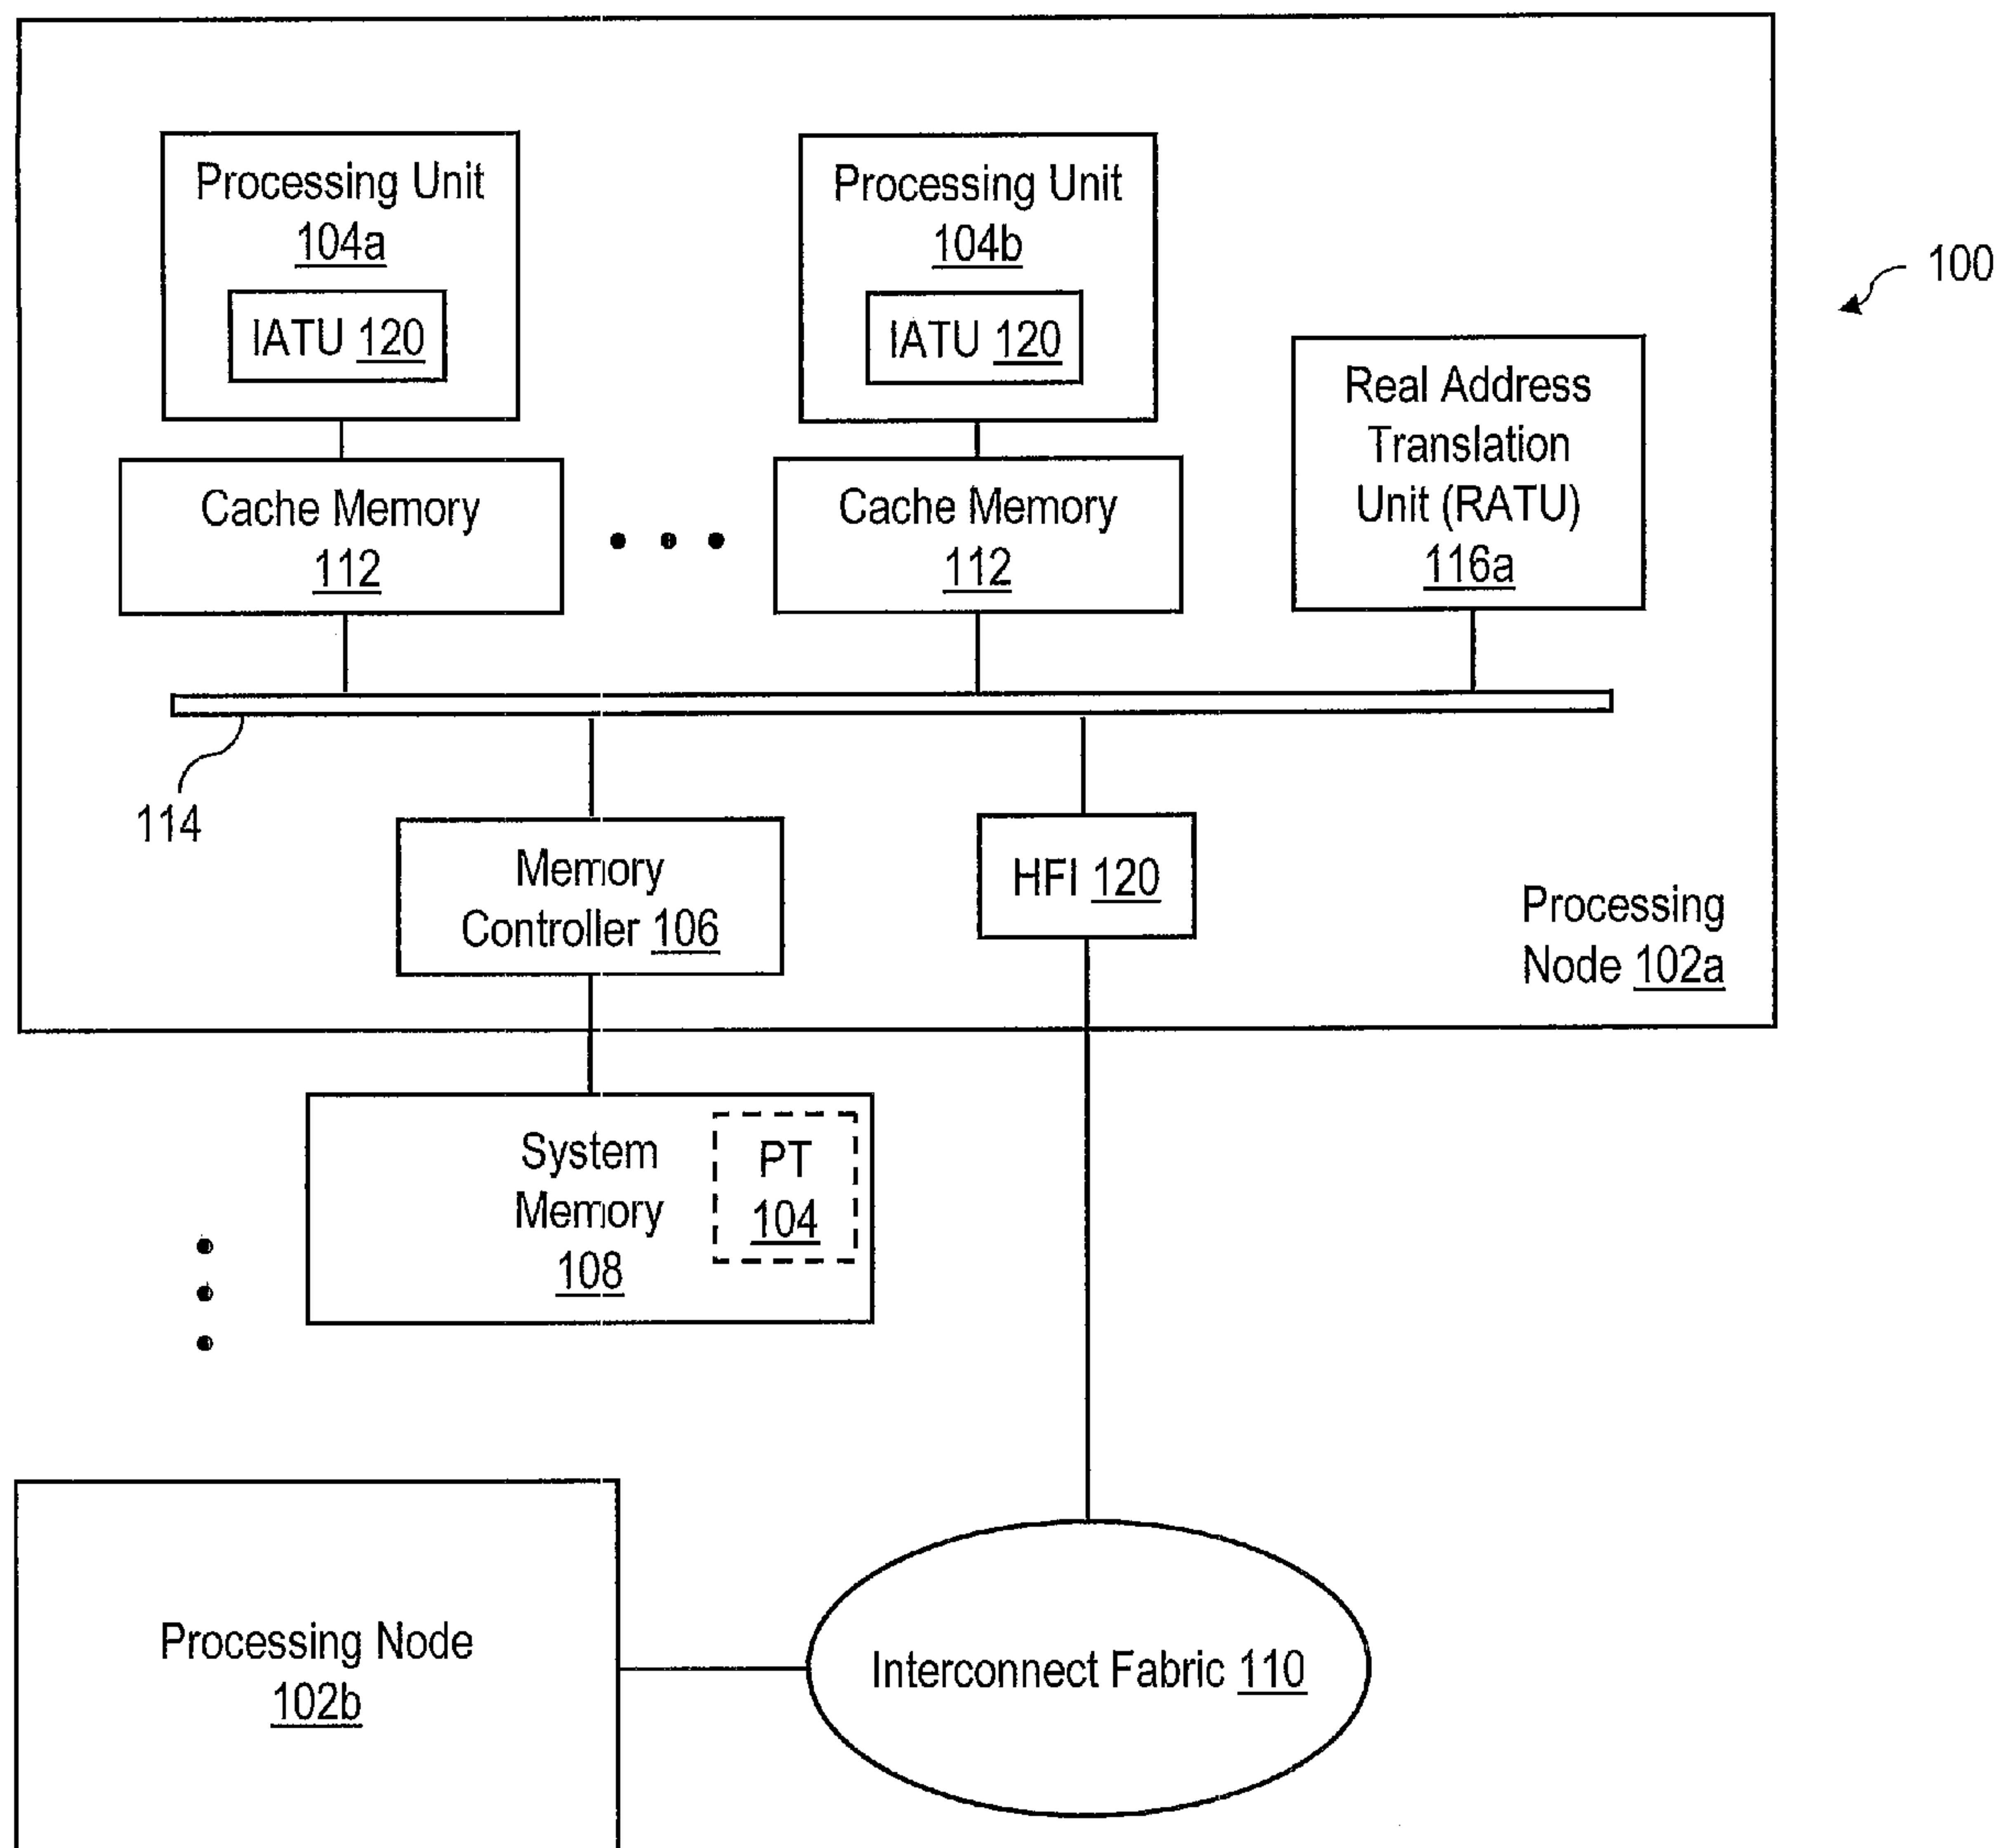 Processing Unit
104a
IATU 120
Processing Unit
104b
IATU 120
100
Real Address
Translation
Unit (RATU)
116a
Cache Memory
112
Cache Memory
112
114
Memory
Controller 106
HFI 120
Processing
Node 102a
System
Memory
108
PT
104
Processing Node
102b
Interconnect Fabric 110